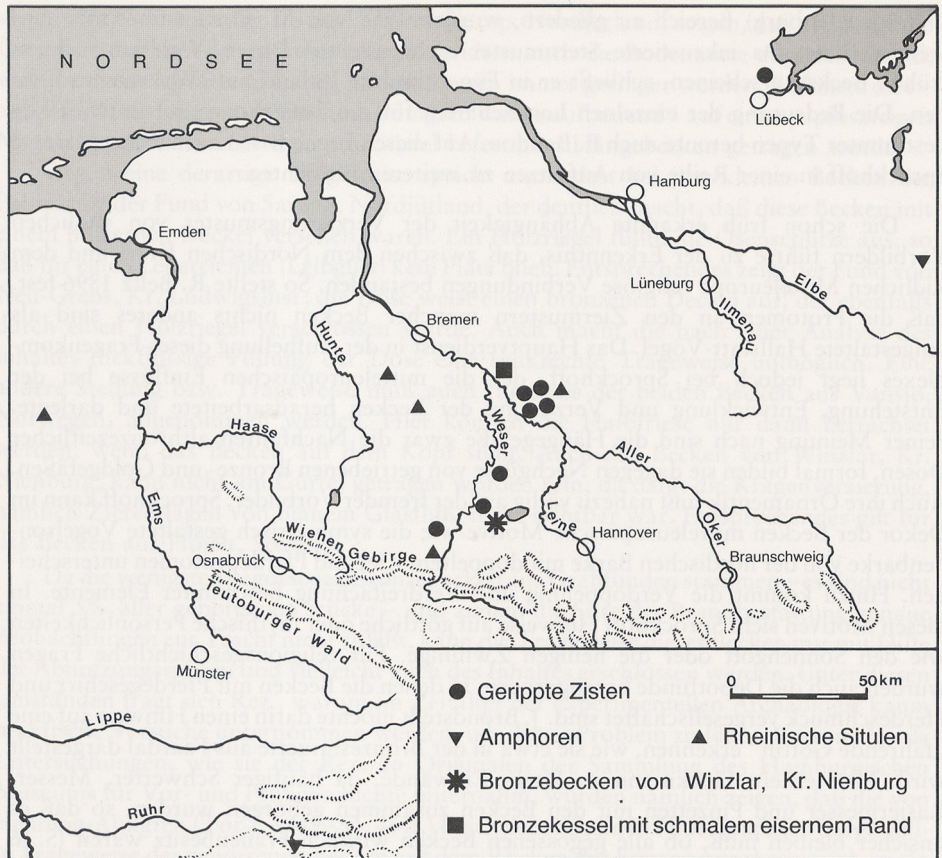 NORDSEE
Lübeck
Hamburg
Emden
Lüneburg
Elbe
Ilmenau
Bremen
Hunte
Weser
Haase
Aller
Ems
Leine
Oker
Wiehen Gebirge
Hannover
Osnabrück
Braunschweig
Teutoburger Wald
Münster
Lippe
Ruhr
0 50 km
Gerippte Zisten
Amphoren
Rheinische Situlen
Bronzebecken von Winzlar, Kr. Nienburg
Bronzekessel mit schmalem eisernem Rand